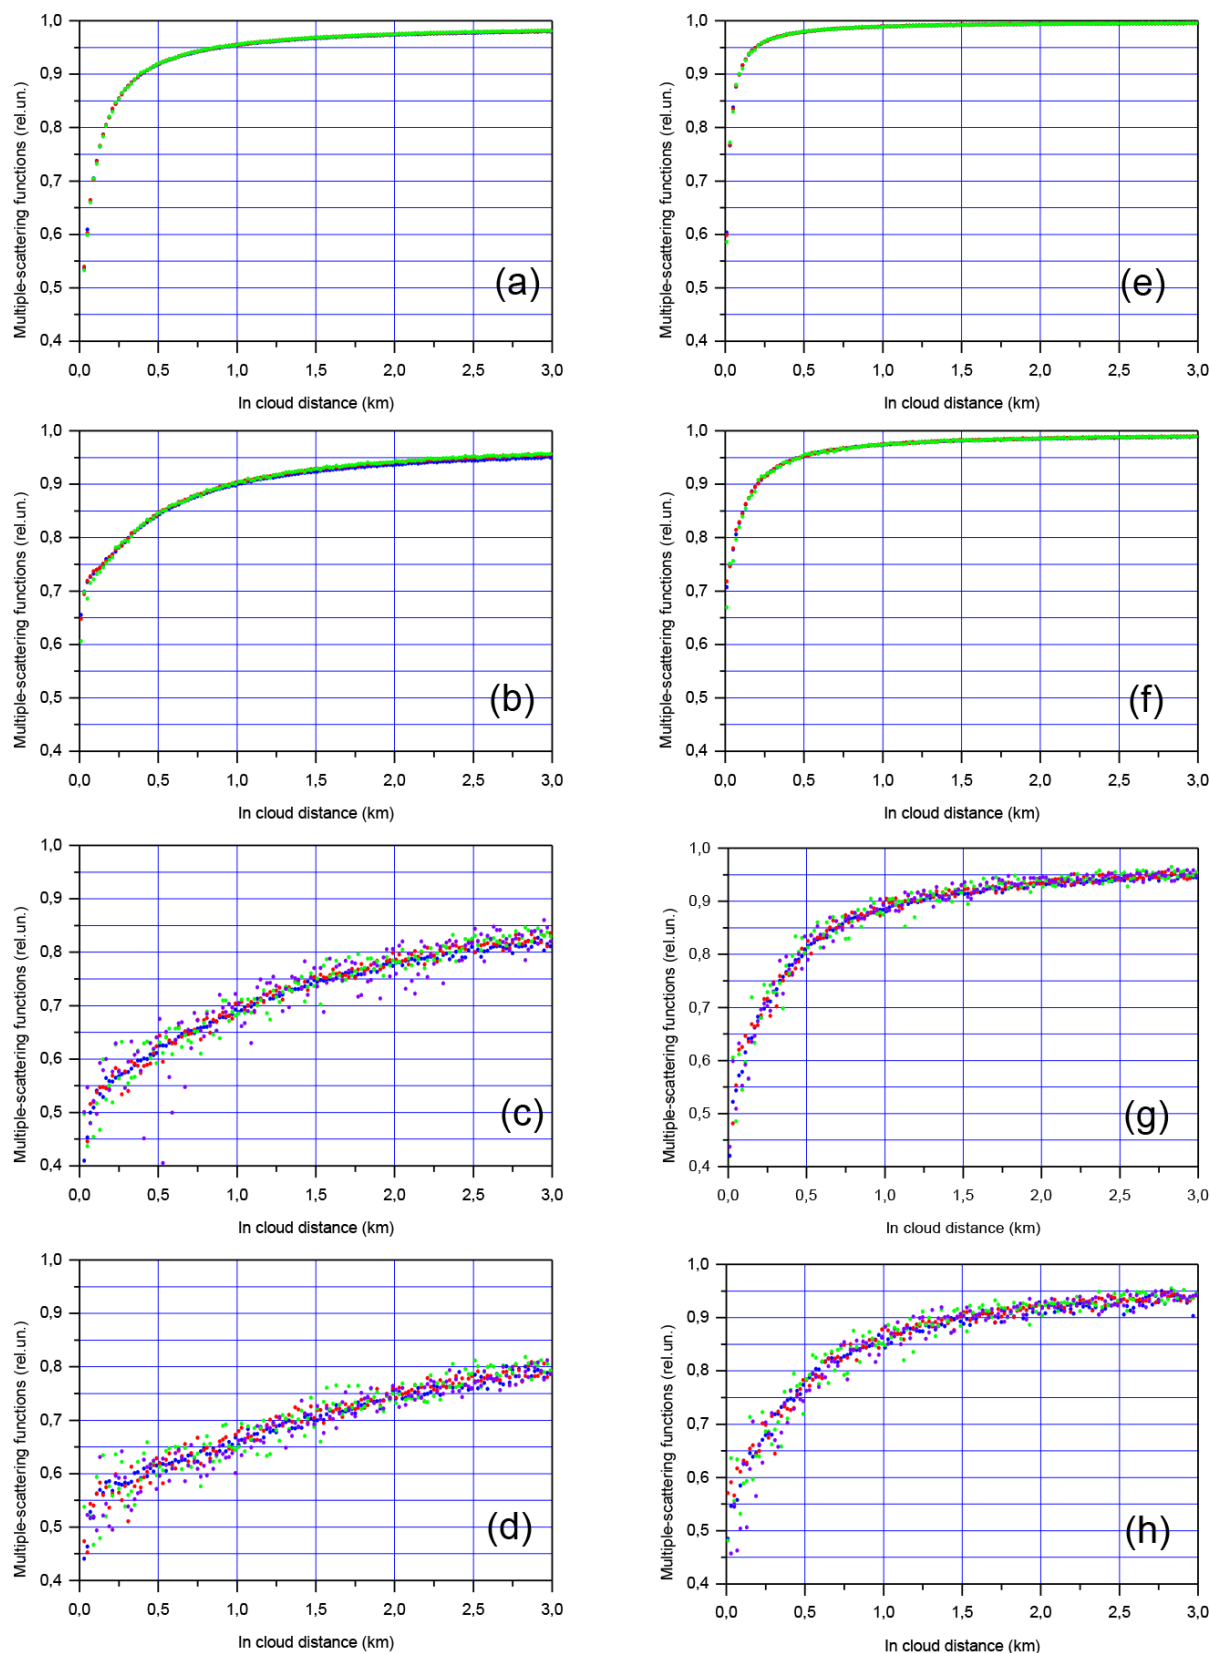 Multiple-scattering functions (rel.un.)
1,0
0,9
0,8
0,7
0,6
0,5
0,4
0,0 0,5 1,0 1,5 2,0 2,5 3,0
In cloud distance (km)
(a)
Multiple-scattering functions (rel.un.)
1,0
0,9
0,8
0,7
0,6
0,5
0,4
0,0 0,5 1,0 1,5 2,0 2,5 3,0
In cloud distance (km)
(e)
Multiple-scattering functions (rel.un.)
1,0
0,9
0,8
0,7
0,6
0,5
0,4
0,0 0,5 1,0 1,5 2,0 2,5 3,0
In cloud distance (km)
(b)
Multiple-scattering functions (rel.un.)
1,0
0,9
0,8
0,7
0,6
0,5
0,4
0,0 0,5 1,0 1,5 2,0 2,5 3,0
In cloud distance (km)
(f)
Multiple-scattering functions (rel.un.)
1,0
0,9
0,8
0,7
0,6
0,5
0,4
0,0 0,5 1,0 1,5 2,0 2,5 3,0
In cloud distance (km)
(c)
Multiple-scattering functions (rel.un.)
1,0
0,9
0,8
0,7
0,6
0,5
0,4
0,0 0,5 1,0 1,5 2,0 2,5 3,0
In cloud distance (km)
(g)
Multiple-scattering functions (rel.un.)
1,0
0,9
0,8
0,7
0,6
0,5
0,4
0,0 0,5 1,0 1,5 2,0 2,5 3,0
In cloud distance (km)
(d)
Multiple-scattering functions (rel.un.)
1,0
0,9
0,8
0,7
0,6
0,5
0,4
0,0 0,5 1,0 1,5 2,0 2,5 3,0
In cloud distance (km)
(h)